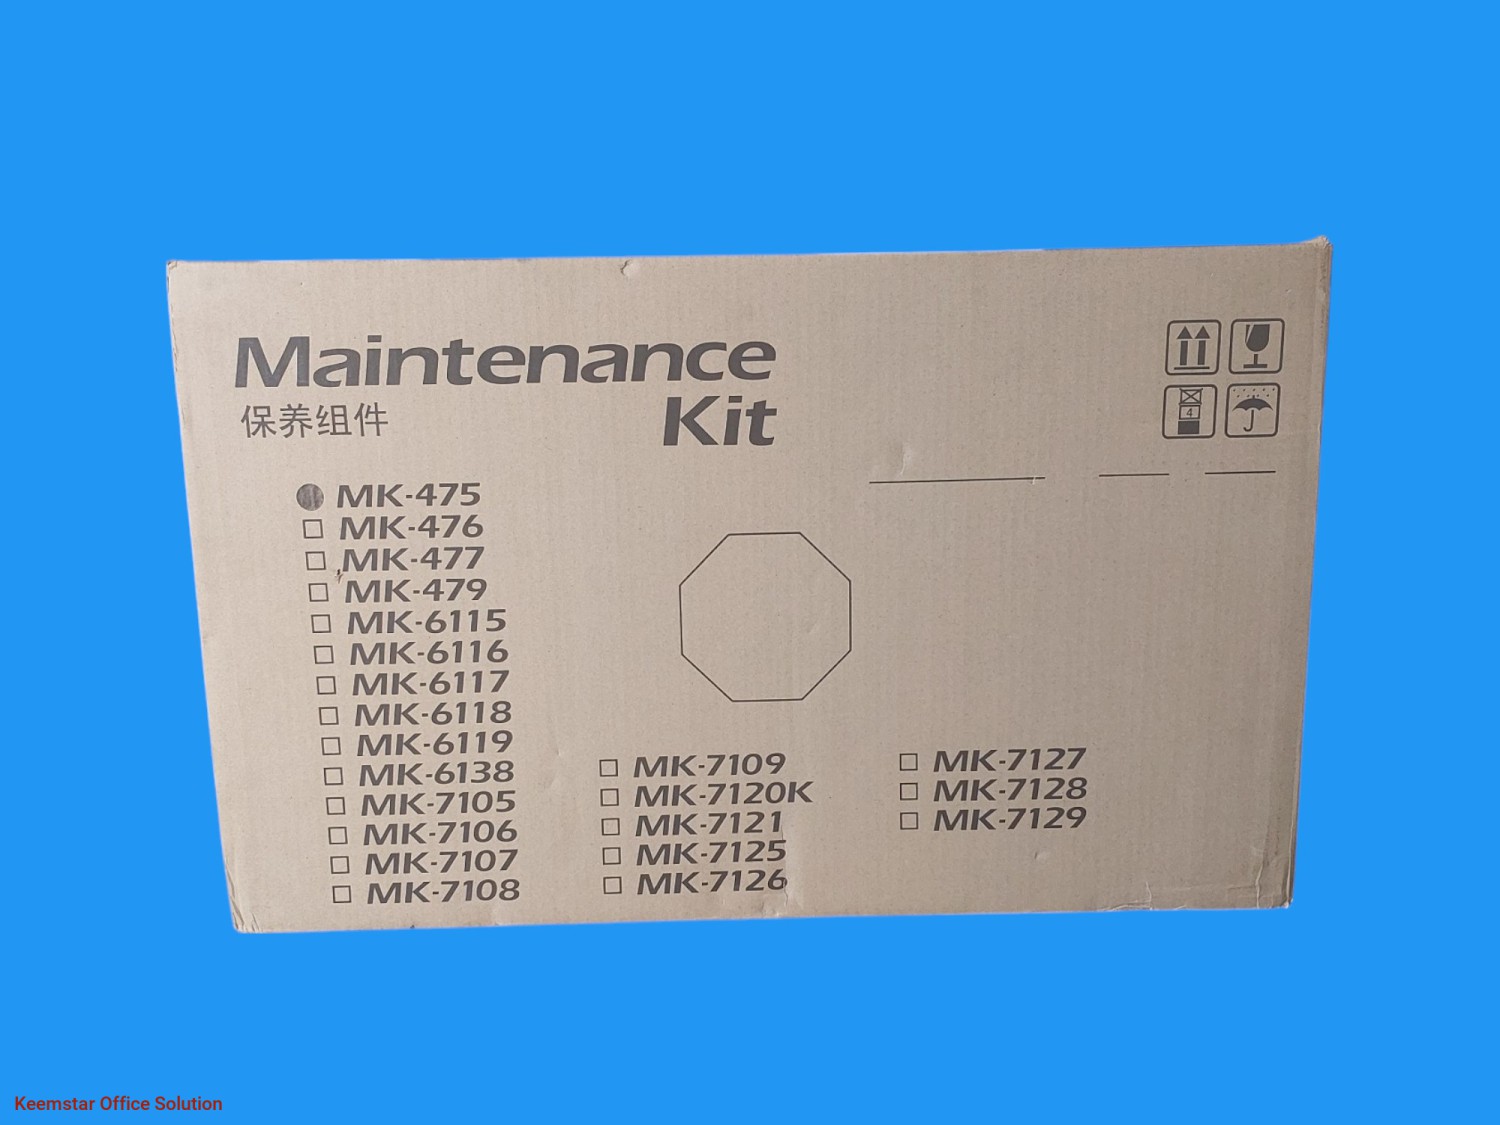 Maintenance
Kit
保养组件
4
MK-475
MK-476
MK-477
MK-479
MK-6115
MK-6116
MK-6117
MK-6118
MK-6119
MK-6138
MK-7105
MK-7106
MK-7107
MK-7108
MK-7109
MK-7120K
MK-7121
MK-7125
MK-7126
MK-7127
MK-7128
MK-7129
Keemstar Office Solution